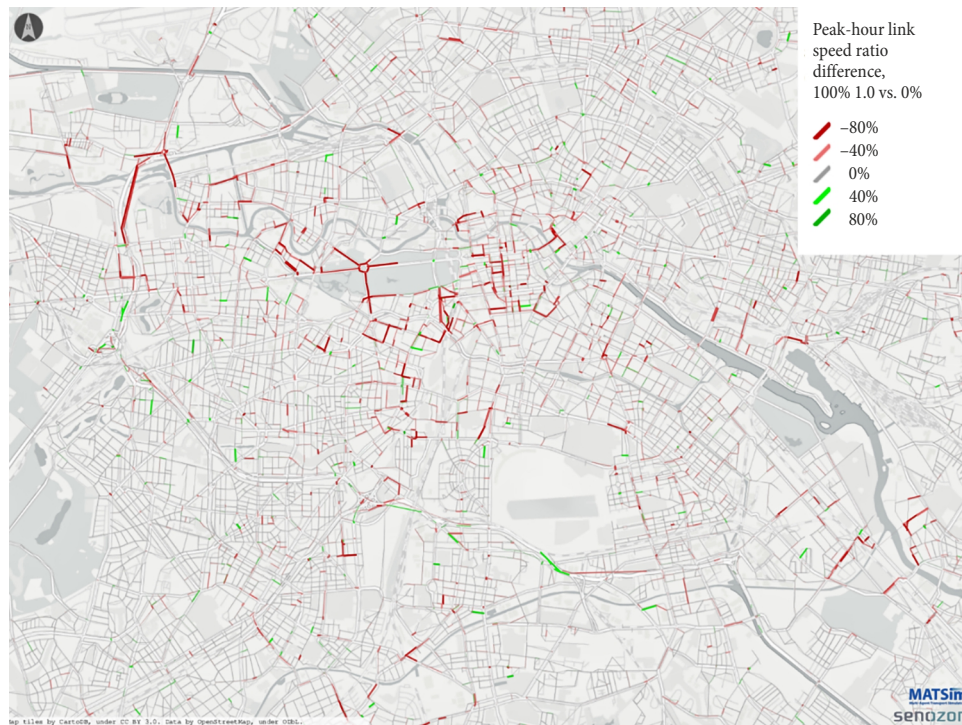 Peak-hour link
speed ratio
difference,
100% 1.0 vs. 0%
−80%
−40%
0%
40%
80%
MATSim
senozon
ap tiles by CartoDB, under CC BY 3.0. Data by OpenStreetMap, under ODbL.